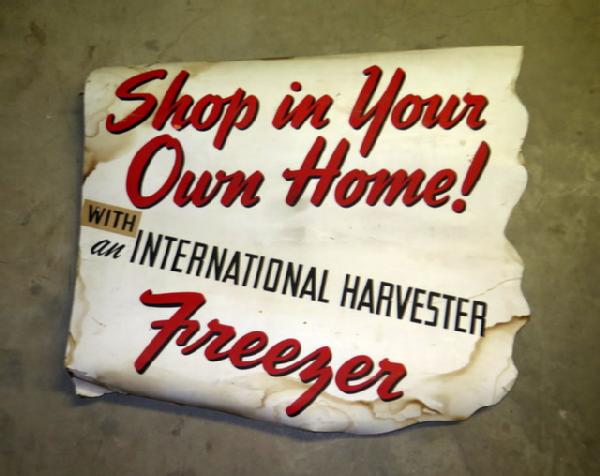 Shop in Your
Own Home!
WITH
an INTERNATIONAL HARVESTER
Freezer